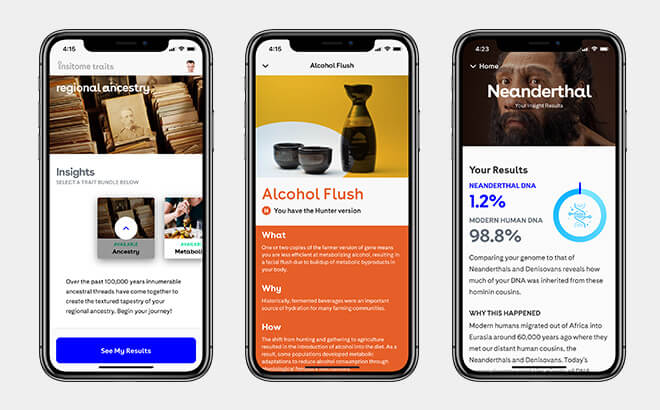 4:15
insitome traits
regional ancestry
Insights
SELECT A TRAIT BUNDLE BELOW
AVAILABLE
Ancestry
AVAILABLE
Metaboli
Over the past 100,000 years innumerable
ancestral threads have come together to
create the textured tapestry of your
regional ancestry. Begin your journey!
See My Results
4:15
Alcohol Flush
Alcohol Flush
H You have the Hunter version
What
One or two copies of the farmer version of gene means
you are less efficient at metabolizing alcohol, resulting in
a facial flush due to buildup of metabolic byproducts in
your body.
Why
Historically, fermented beverages were an important
source of hydration for many farming communities.
How
The shift from hunting and gathering to agriculture
resulted in the introduction of alcohol into the diet. As a
result, some populations developed metabolic
adaptations to reduce alcohol consumption through
4:23
Home
Neanderthal
Your Insight Results
Your Results
NEANDERTHAL DNA
1.2%
MODERN HUMAN DNA
98.8%
Comparing your genome to that of
Neanderthals and Denisovans reveals how
much of your DNA was inherited from these
hominin cousins.
WHY THIS HAPPENED
Modern humans migrated out of Africa into
Eurasia around 60,000 years ago where they
met our distant human cousins, the
Neanderthals and Denisovans. Today's